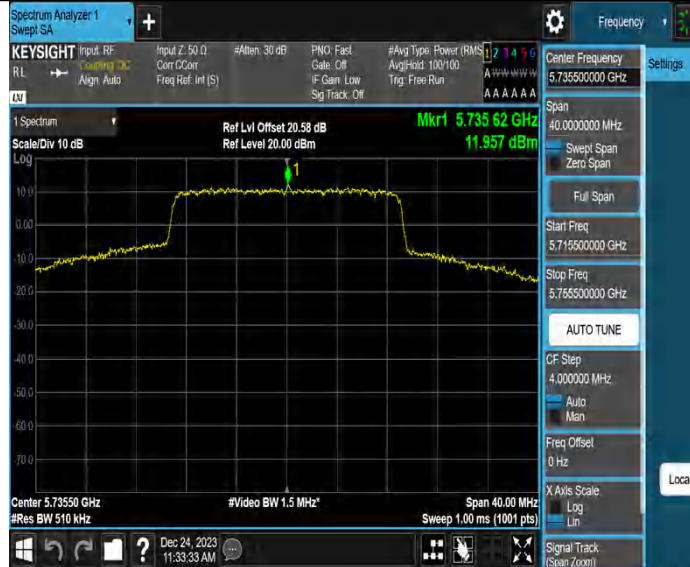 Spectrum Analyzer 1
Swept SA
+
Frequency
KEYSIGHT
RL
LXI
Input: RF
Coupling: DC
Align: Auto
Input Z: 50 Ω
Corr CCorr
Freq Ref: Int (S)
#Atten: 30 dB
PNO: Fast
Gate: Off
IF Gain: Low
Sig Track: Off
#Avg Type: Power (RMS
Avg|Hold: 100/100
Trig: Free Run
1 2 3 4 5 6
A W W W W W
A A A A A A
1 Spectrum
Scale/Div 10 dB
Log
Ref Lvl Offset 20.58 dB
Ref Level 20.00 dBm
Mkr1 5.735 62 GHz
11.957 dBm
1
10.0
0.00
-10.0
-20.0
-30.0
-40.0
-50.0
-60.0
-70.0
Center 5.73550 GHz
#Res BW 510 kHz
#Video BW 1.5 MHz*
Span 40.00 MHz
Sweep 1.00 ms (1001 pts)
?
Dec 24, 2023
11:33:33 AM
Center Frequency
5.735500000 GHz
Span
40.0000000 MHz
Swept Span
Zero Span
Full Span
Start Freq
5.715500000 GHz
Stop Freq
5.755500000 GHz
AUTO TUNE
CF Step
4.000000 MHz
Auto
Man
Freq Offset
0 Hz
X Axis Scale
Log
Lin
Signal Track
(Span Zoom)
Settings
Loca